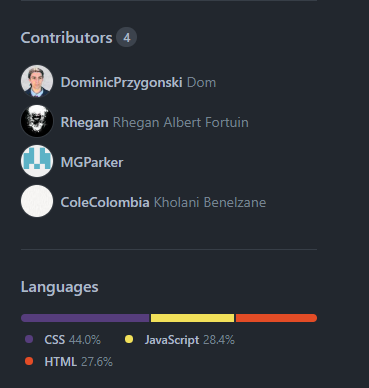 Contributors 4
DominicPrzygonski Dom
Rhegan Rhegan Albert Fortuin
MGParker
ColeColombia Kholani Benelzane
Languages
CSS 44.0% JavaScript 28.4%
HTML 27.6%